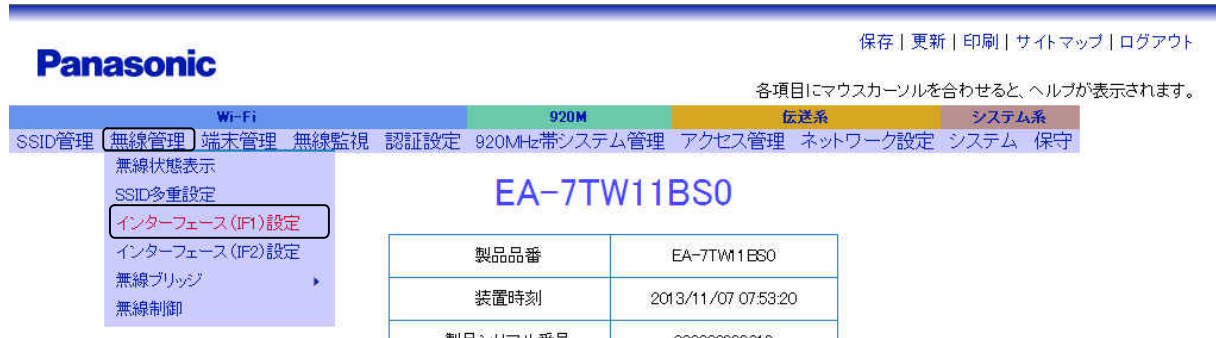 保存 | 更新 | 印刷 | サイトマップ | ログアウト
Panasonic
各項目にマウスカーソルを合わせると、ヘルプが表示されます。
Wi-Fi 920M 伝送系 システム系
SSID管理 無線管理 端末管理 無線監視 認証設定 920MHz帯システム管理 アクセス管理 ネットワーク設定 システム 保守
無線状態表示
SSID多重設定
インターフェース(IF1)設定
インターフェース(IF2)設定
無線ブリッジ
無線制御
EA-7TW11BS0
製品品番 EA-7TW11BS0
装置時刻 2013/11/07 07:53:20